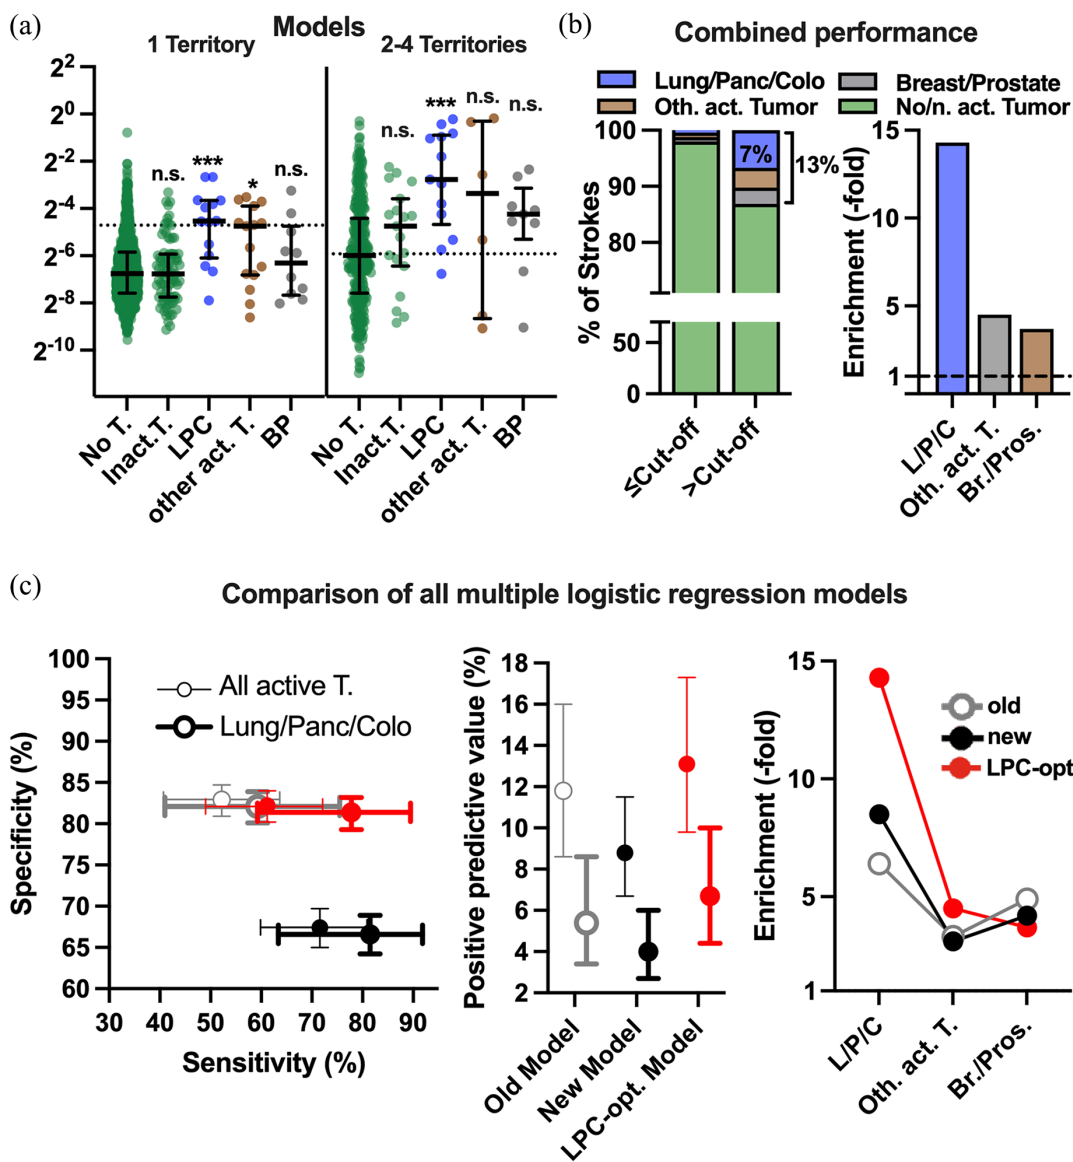 (a)
Models
1 Territory
2-4 Territories
2²
2⁰
2⁻²
2⁻⁴
2⁻⁶
2⁻⁸
2⁻¹⁰
n.s.
***
*
n.s.
n.s.
***
n.s.
n.s.
No T.
Inact.T.
LPC
other act. T.
BP
No T.
Inact.T.
LPC
other act. T.
BP
(b)
Combined performance
Lung/Panc/Colo
Breast/Prostate
Oth. act. Tumor
No/n. act. Tumor
% of Strokes
100
90
80
50
0
7%
13%
≤Cut-off
>Cut-off
Enrichment (-fold)
15
10
5
1
L/P/C
Oth. act. T.
Br./Pros.
(c)
Comparison of all multiple logistic regression models
Specificity (%)
100
95
90
85
80
75
70
65
60
All active T.
Lung/Panc/Colo
30
40
50
60
70
80
90
Sensitivity (%)
Positive predictive value (%)
18
16
14
12
10
8
6
4
2
Old Model
New Model
LPC-opt. Model
Enrichment (-fold)
15
10
5
1
old
new
LPC-opt
L/P/C
Oth. act. T.
Br./Pros.